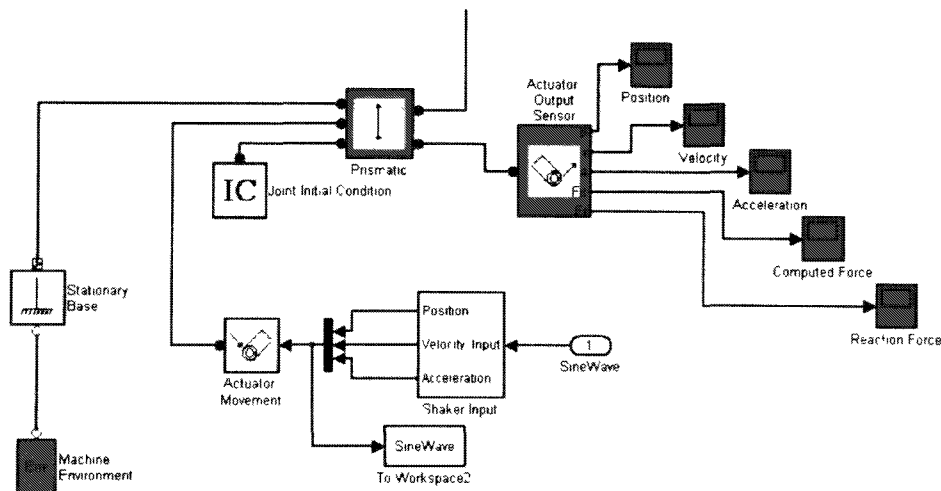 Actuator
Output
Sensor
Position
Velocity
Acceleration
Computed Force
Reaction Force
Prismatic
IC
Joint Initial Condition
Stationary
Base
Position
Velocity Input
Acceleration
Shaker Input
1
SineWave
Actuator
Movement
SineWave
To Workspace2
Env
Machine
Environment